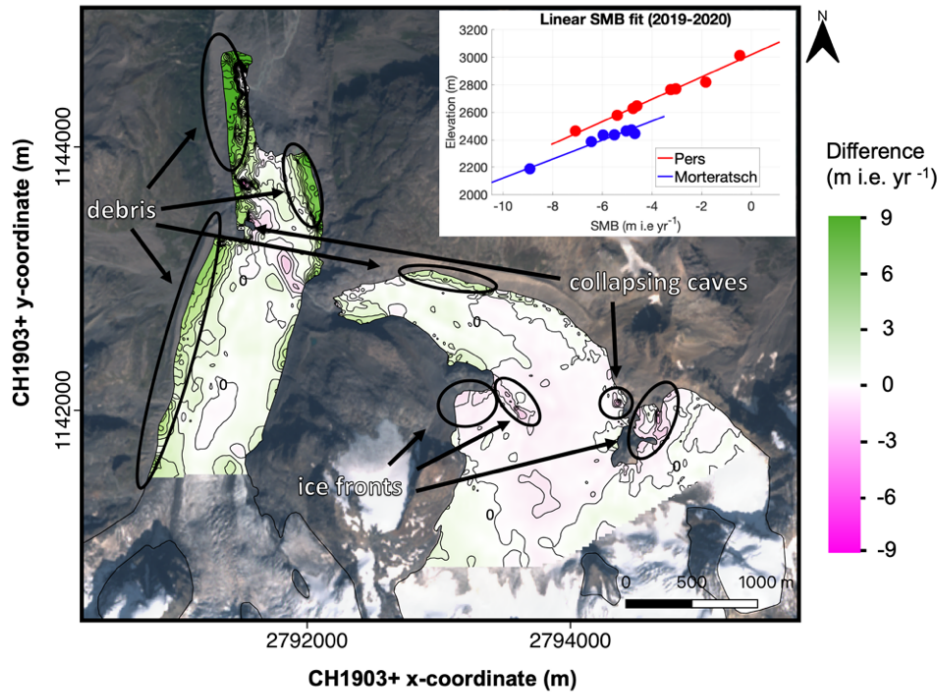 Linear SMB fit (2019-2020)
N
3200
3000
2800
2600
2400
2200
2000
Elevation (m)
Pers
Morteratsch
-10
-8
-6
-4
-2
0
SMB (m i.e yr-1)
Difference
(m i.e. yr -1)
9
6
3
0
-3
-6
-9
1144000
1142000
CH1903+ y-coordinate (m)
debris
collapsing caves
ice fronts
0
0
0
0
0
0
0 500 1000 m
2792000
2794000
CH1903+ x-coordinate (m)